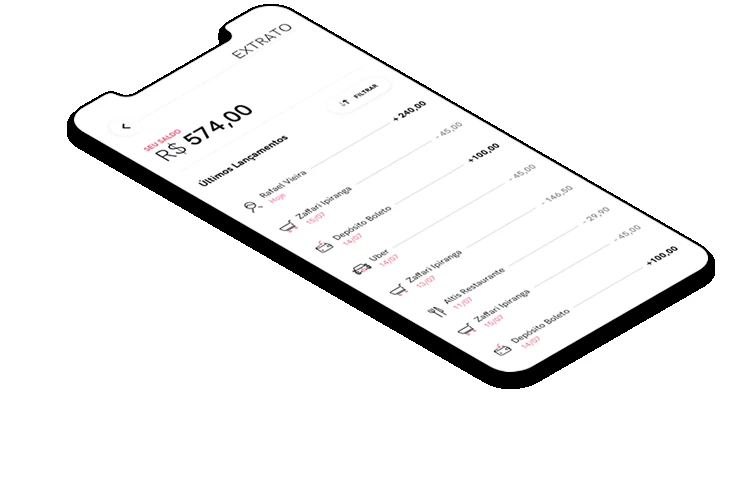 EXTRATO
SEU SALDO
R$ 574,00
FILTRAR
Últimos Lançamentos
Rafael Vieira + 240,00
Hoje
Zaffari Ipiranga - 45,00
15/07
Depósito Boleto +100,00
14/07
Uber - 45,00
14/07
Zaffari Ipiranga - 146,50
13/07
Altis Restaurante - 29,90
11/07
Zaffari Ipiranga - 45,00
15/07
Depósito Boleto +100,00
14/07